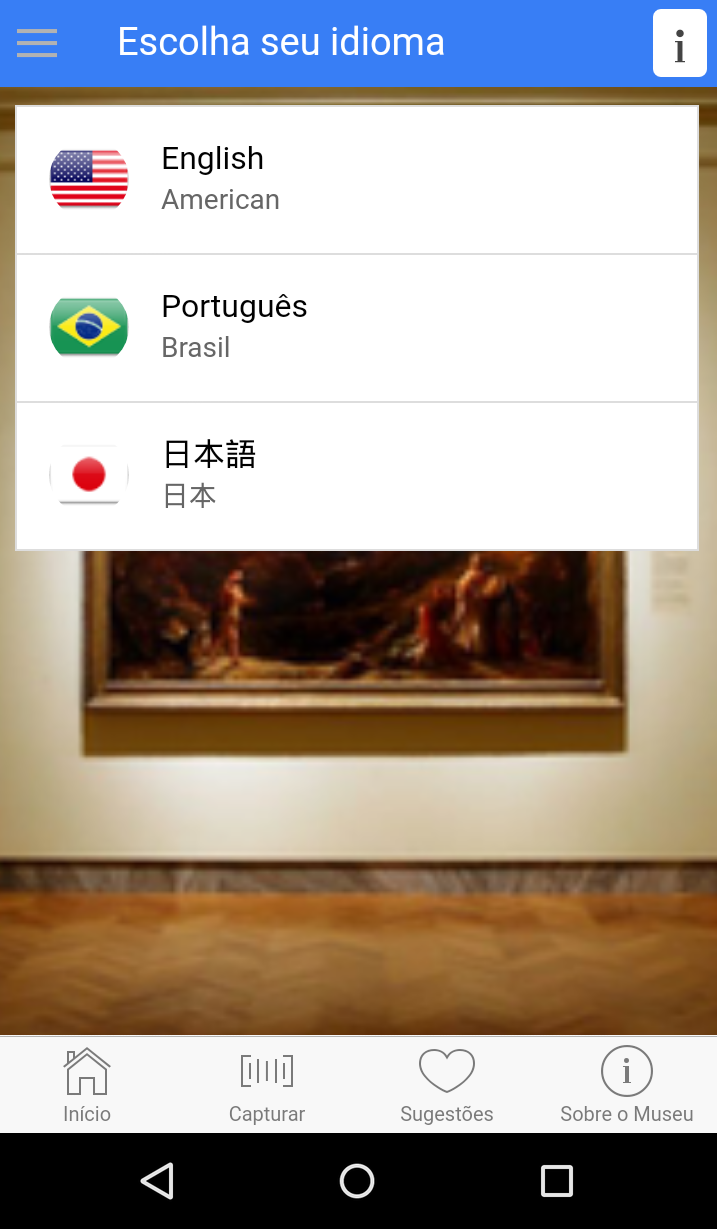 Escolha seu idioma
English
American
Português
Brasil
日本語
日本
Início
Capturar
Sugestões
Sobre o Museu